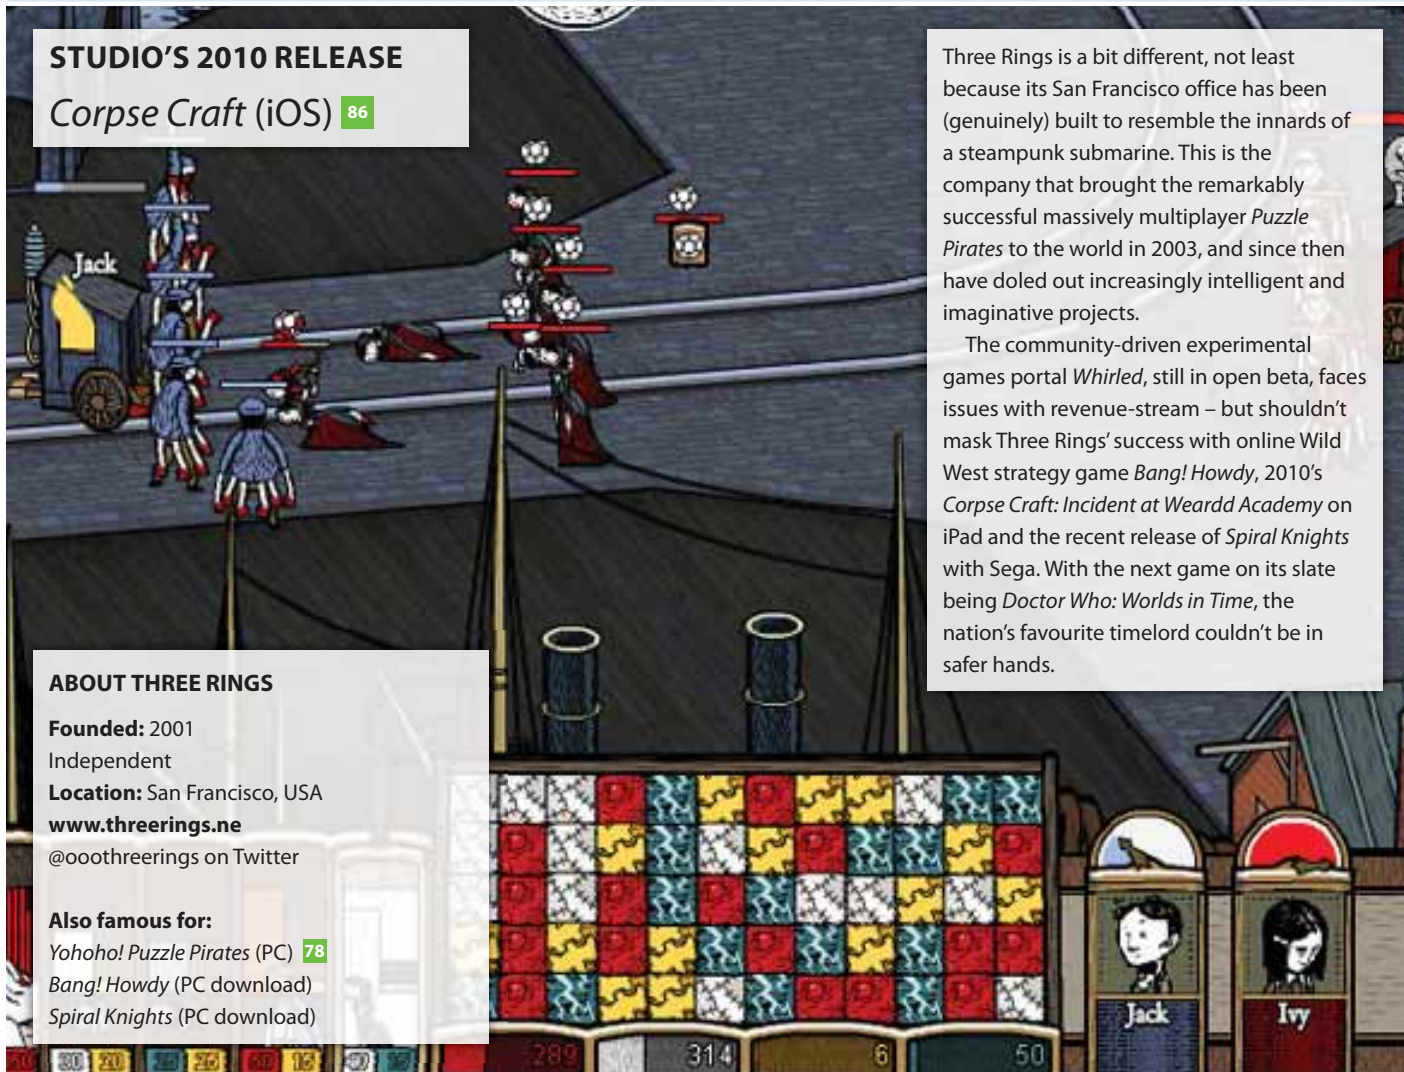 STUDIO’S 2010 RELEASE
Corpse Craft (iOS) 86
Three Rings is a bit different, not least
because its San Francisco office has been
(genuinely) built to resemble the innards of
a steampunk submarine. This is the
company that brought the remarkably
successful massively multiplayer Puzzle
Pirates to the world in 2003, and since then
have doled out increasingly intelligent and
imaginative projects.
The community-driven experimental
games portal Whirled, still in open beta, faces
issues with revenue-stream – but shouldn’t
mask Three Rings’ success with online Wild
West strategy game Bang! Howdy, 2010’s
Corpse Craft: Incident at Weardd Academy on
iPad and the recent release of Spiral Knights
with Sega. With the next game on its slate
being Doctor Who: Worlds in Time, the
nation’s favourite timelord couldn’t be in
safer hands.
Jack
ABOUT THREE RINGS
Founded: 2001
Independent
Location: San Francisco, USA
www.threerings.ne
@ooothreerings on Twitter
Also famous for:
Yohoho! Puzzle Pirates (PC) 78
Bang! Howdy (PC download)
Spiral Knights (PC download)
Jack
Ivy
289 314 6 50